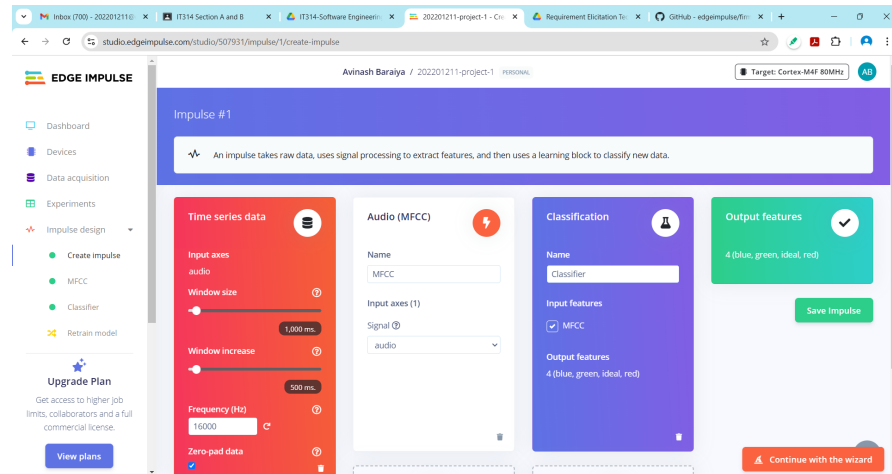 Inbox (700) - 202201211@
IT314 Section A and B
IT314-Software Engineerin
202201211-project-1 - Cre
Requirement Elicitation Te
GitHub - edgeimpulse/firm
studio.edgeimpulse.com/studio/507931/impulse/1/create-impulse
EDGE IMPULSE
Avinash Baraiya / 202201211-project-1 PERSONAL
Target: Cortex-M4F 80MHz
AB
Dashboard
Devices
Data acquisition
Experiments
Impulse design
Create impulse
MFCC
Classifier
Retrain model
Upgrade Plan
Get access to higher job
limits, collaborators and a full
commercial license.
View plans
Impulse #1
An impulse takes raw data, uses signal processing to extract features, and then uses a learning block to classify new data.
Time series data
Input axes
audio
Window size
1,000 ms.
Window increase
500 ms.
Frequency (Hz)
16000
Zero-pad data
Audio (MFCC)
Name
MFCC
Input axes (1)
Signal
audio
Classification
Name
Classifier
Input features
MFCC
Output features
4 (blue, green, ideal, red)
Output features
4 (blue, green, ideal, red)
Save Impulse
Continue with the wizard